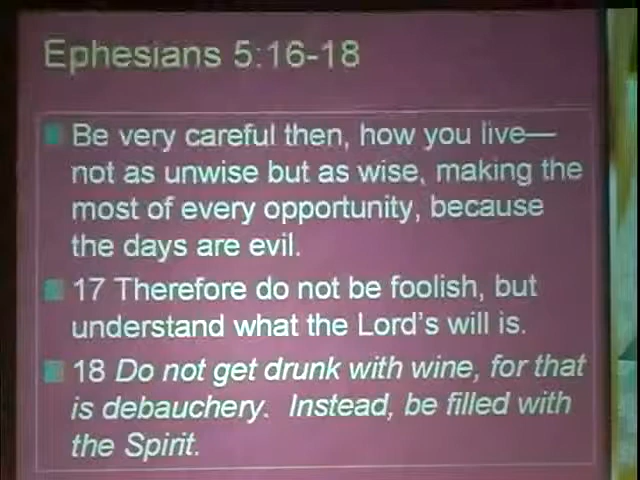 Ephesians 5:16-18
Be very careful then, how you live—
not as unwise but as wise, making the
most of every opportunity, because
the days are evil.
17 Therefore do not be foolish, but
understand what the Lord's will is.
18 Do not get drunk with wine, for that
is debauchery.  Instead, be filled with
the Spirit.